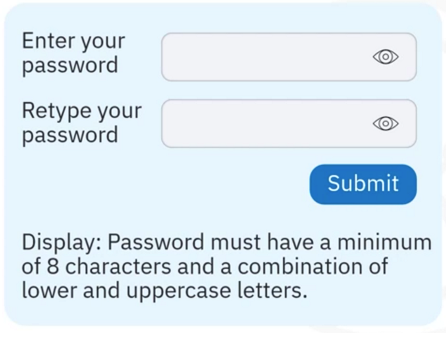 Enter your
password
Retype your
password
Submit
Display: Password must have a minimum
of 8 characters and a combination of
lower and uppercase letters.